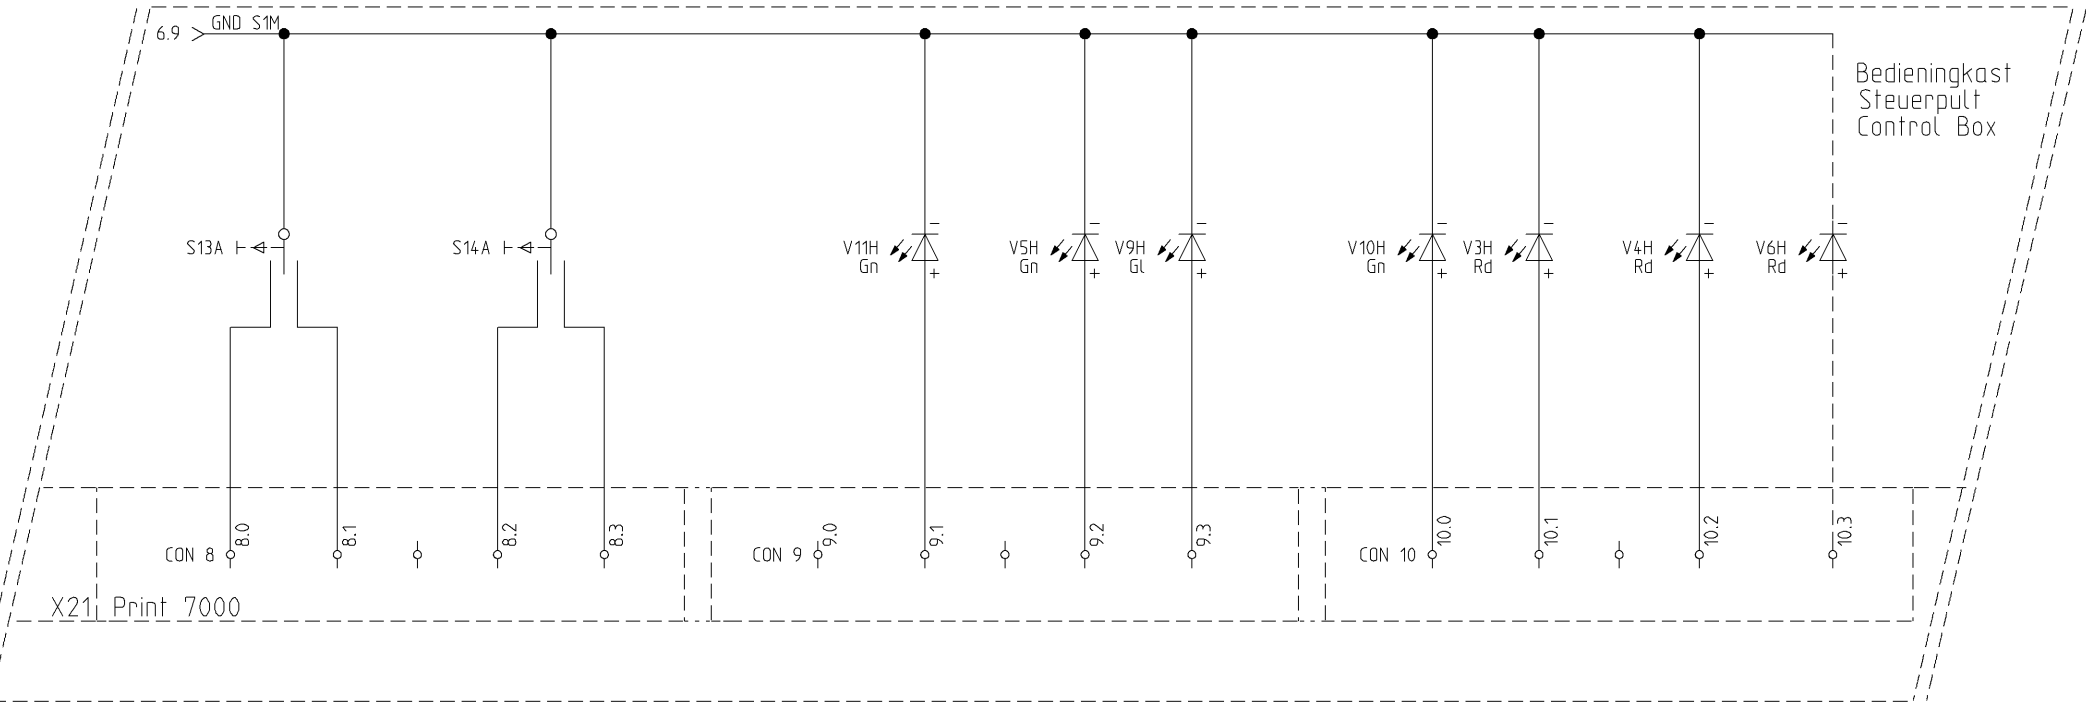 6.9
GND S1M
Bedieningkast
Steuerpult
Control Box
S13A
S14A
V11H
Gn
V5H
Gn
V9H
Gl
V10H
Gn
V3H
Rd
V4H
Rd
V6H
Rd
CON 8
8.0
8.1
8.2
8.3
CON 9
9.0
9.1
9.2
9.3
CON 10
10.0
10.1
10.2
10.3
X21 Print 7000